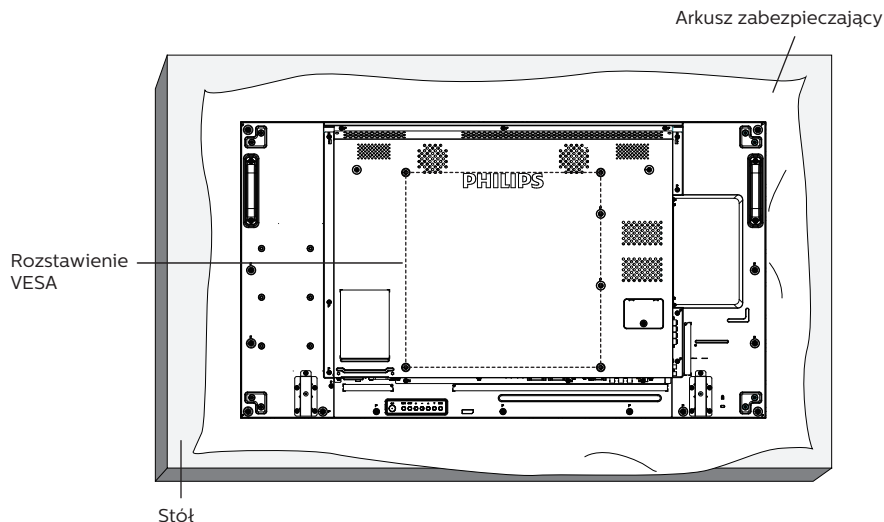 Arkusz zabezpieczający
PHILIPS
Rozstawienie
VESA
Stół